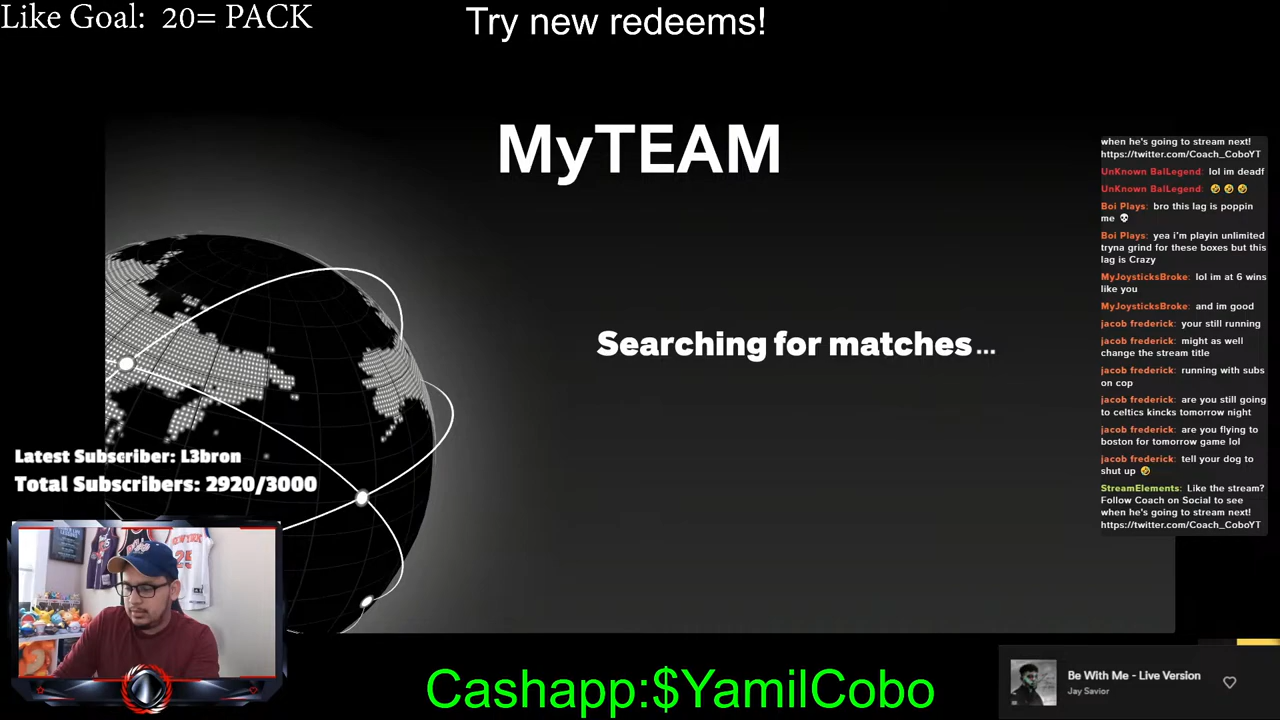 Like Goal: 20= PACK
Try new redeems!
MyTEAM
Searching for matches...
when he's going to stream next!
https://twitter.com/Coach_CoboYT
UnKnown BalLegend: lol im deadf
UnKnown BalLegend: 🤣 🤣 🤣
Boi Plays: bro this lag is poppin
me 💀
Boi Plays: yea i'm playin unlimited
tryna grind for these boxes but this
lag is Crazy
MyJoysticksBroke: lol im at 6 wins
like you
MyJoysticksBroke: and im good
jacob frederick: your still running
jacob frederick: might as well
change the stream title
jacob frederick: running with subs
on cop
jacob frederick: are you still going
to celtics kincks tomorrow night
jacob frederick: are you flying to
boston for tomorrow game lol
jacob frederick: tell your dog to
shut up 🤣
StreamElements: Like the stream?
Follow Coach on Social to see
when he's going to stream next!
https://twitter.com/Coach_CoboYT
Latest Subscriber: L3bron
Total Subscribers: 2920/3000
Cashapp:$YamilCobo
Be With Me - Live Version
Jay Savior